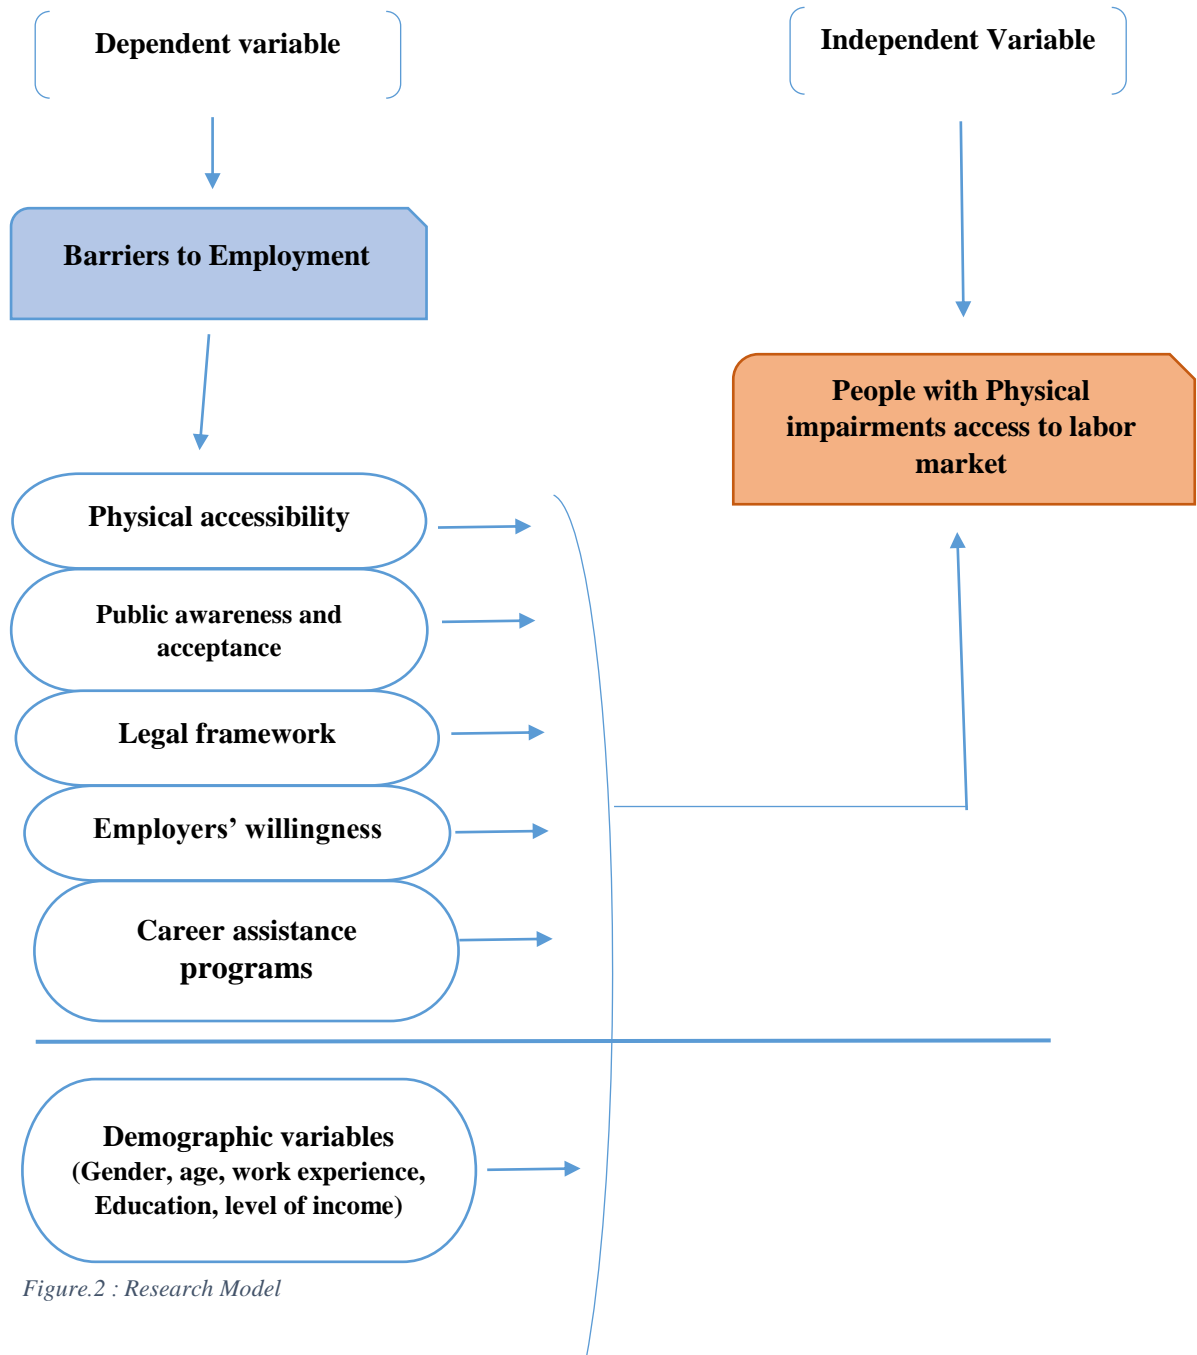 Dependent variable
Independent Variable
Barriers to Employment
People with Physical
impairments access to labor
market
Physical accessibility
Public awareness and
acceptance
Legal framework
Employers’ willingness
Career assistance
programs
Demographic variables
(Gender, age, work experience,
Education, level of income)
Figure.2 : Research Model